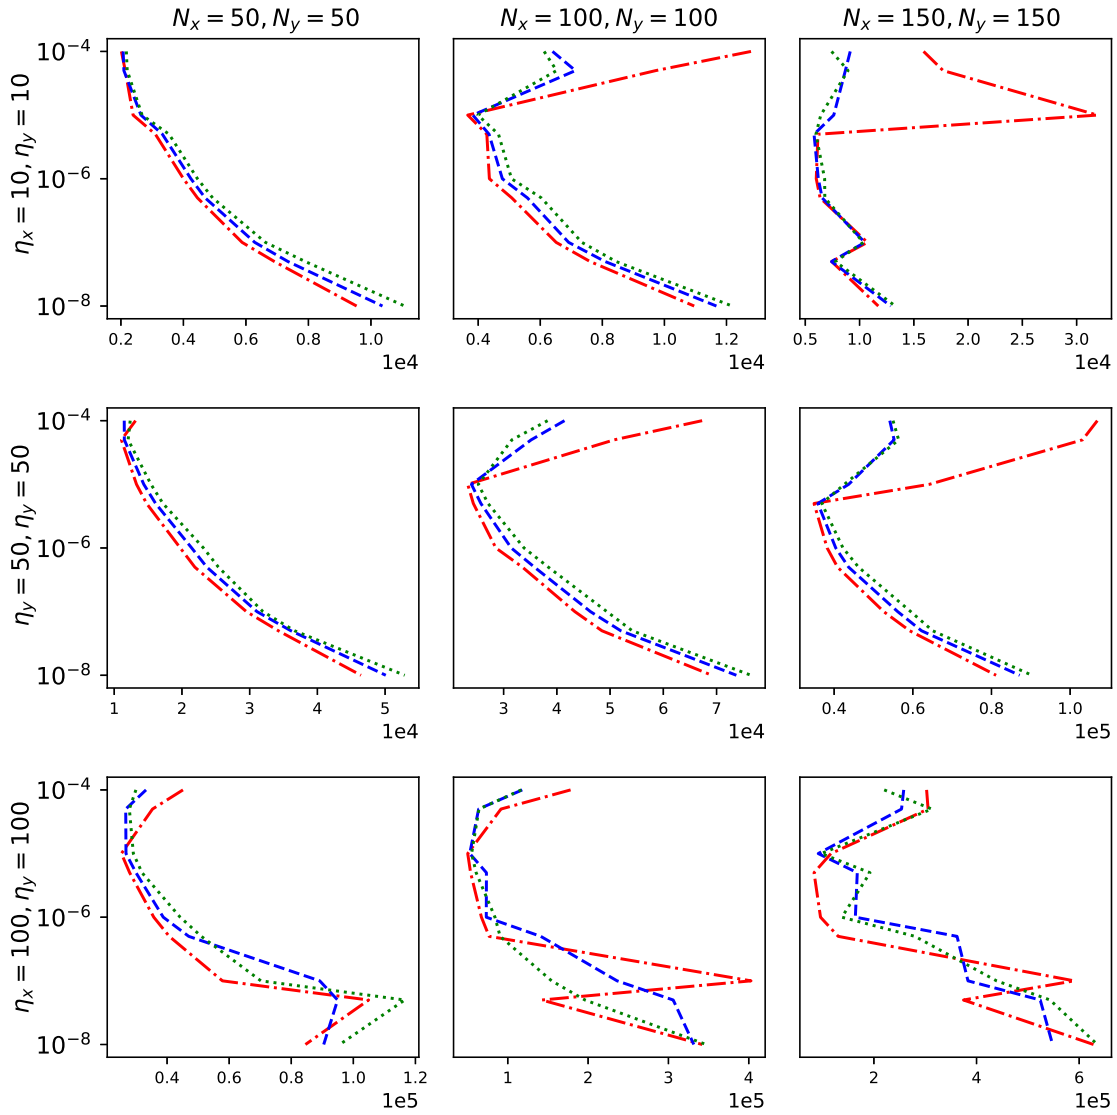 N_x = 50, N_y = 50 N_x = 100, N_y = 100 N_x = 150, N_y = 150
η_x = 10, η_y = 10
10^−4
10^−6
10^−8
0.2 0.4 0.6 0.8 1.0
1e4
0.4 0.6 0.8 1.0 1.2
1e4
0.5 1.0 1.5 2.0 2.5 3.0
1e4
η_y = 50, η_y = 50
10^−4
10^−6
10^−8
1 2 3 4 5
1e4
3 4 5 6 7
1e4
0.4 0.6 0.8 1.0
1e5
η_x = 100, η_y = 100
10^−4
10^−6
10^−8
0.4 0.6 0.8 1.0 1.2
1e5
1 2 3 4
1e5
2 4 6
1e5